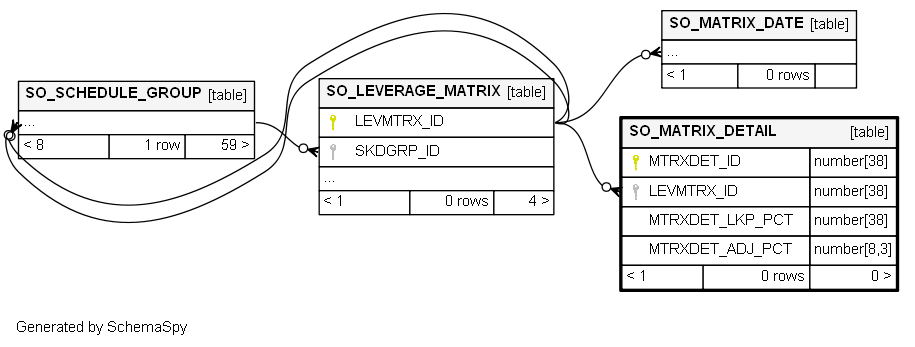 SO_MATRIX_DATE [table]
...
< 1 0 rows
SO_SCHEDULE_GROUP [table]
...
< 8 1 row 59 >
SO_LEVERAGE_MATRIX [table]
LEVMTRX_ID
SKDGRP_ID
...
< 1 0 rows 4 >
SO_MATRIX_DETAIL [table]
MTRXDET_ID number[38]
LEVMTRX_ID number[38]
MTRXDET_LKP_PCT number[38]
MTRXDET_ADJ_PCT number[8,3]
< 1 0 rows 0 >
Generated by SchemaSpy